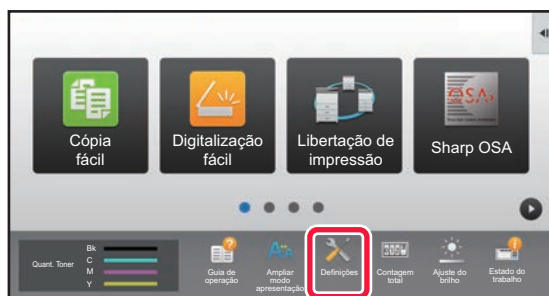 OSA
Cópia
fácil
Digitalização
fácil
Libertação de
impressão
Sharp OSA
Quant. Toner
Bk
C
M
Y
Guia de
operação
Ampliar
modo
apresentação
Definições
Contagem
total
Ajuste do
brilho
Estado do
trabalho